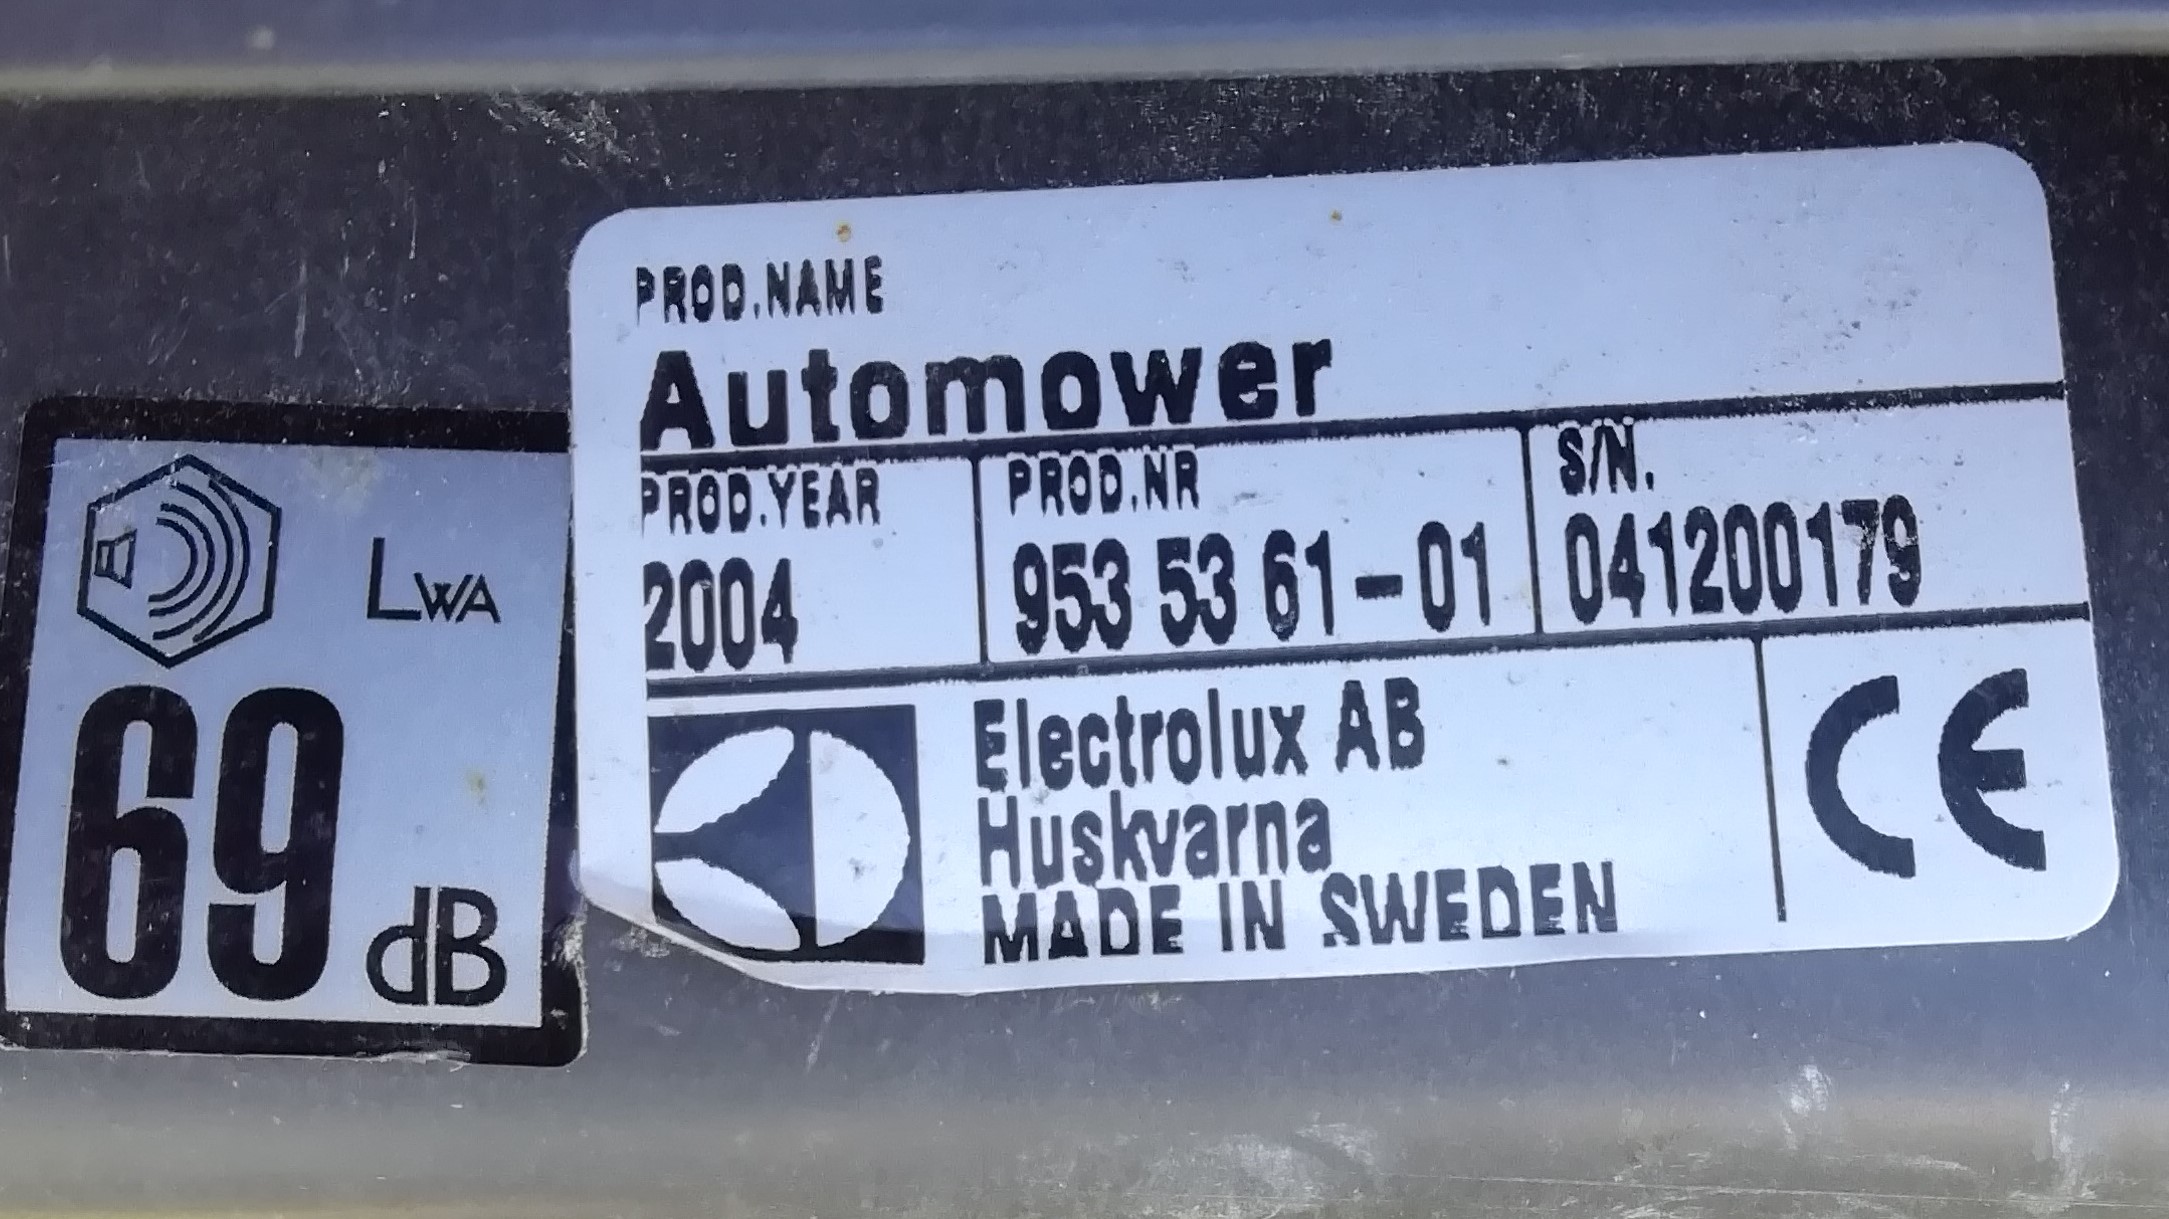 PROD.NAME
Automower
PROD.YEAR PROD.NR S/N.
2004 953 53 61-01 041200179
Electrolux AB
Huskvarna
MADE IN SWEDEN
CE
LWA
69 dB